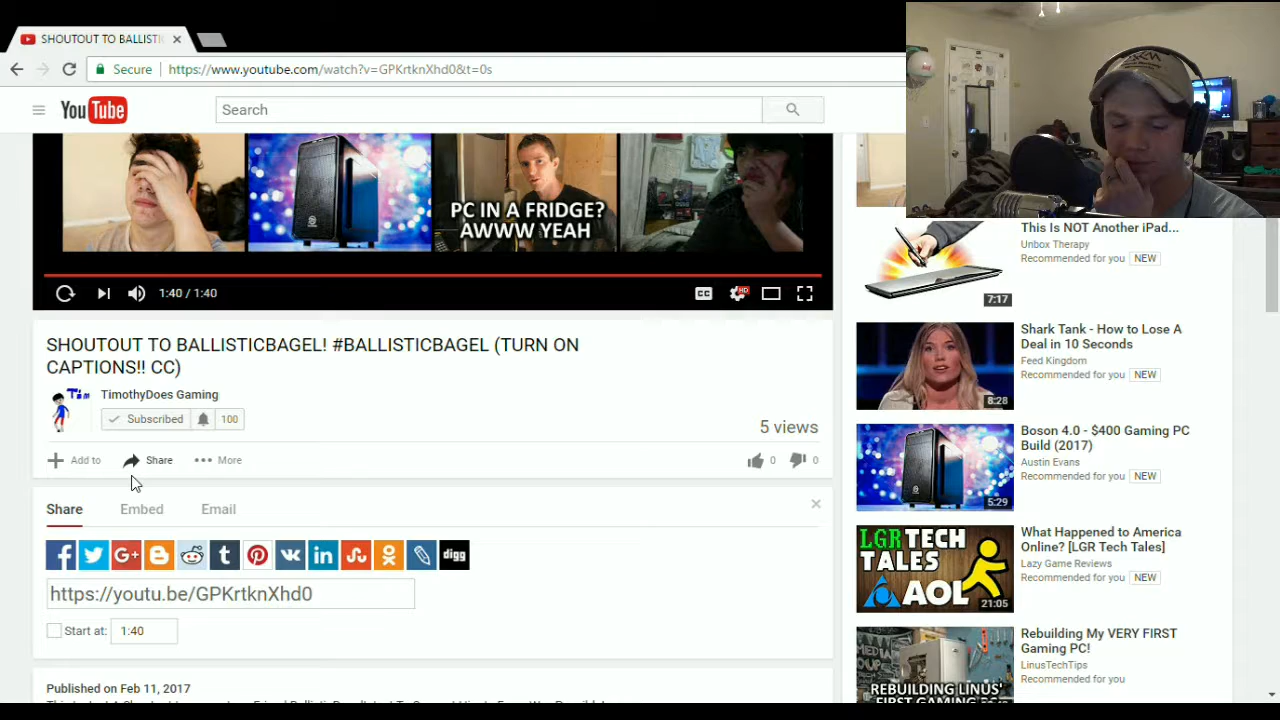 SHOUTOUT TO BALLISTI
Secure
https://www.youtube.com/watch?v=GPKrtknXhd0&t=0s
YouTube
Search
PC IN A FRIDGE?
AWWW YEAH
1:40 / 1:40
CC
HD
SHOUTOUT TO BALLISTICBAGEL! #BALLISTICBAGEL (TURN ON
CAPTIONS!! CC)
Tim
TimothyDoes Gaming
Subscribed 100
5 views
Add to Share More
0 0
Share Embed Email
digg
https://youtu.be/GPKrtknXhd0
Start at: 1:40
Published on Feb 11, 2017
This Is NOT Another iPad...
Unbox Therapy
Recommended for you NEW
7:17
Shark Tank - How to Lose A
Deal in 10 Seconds
Feed Kingdom
Recommended for you NEW
8:28
Boson 4.0 - $400 Gaming PC
Build (2017)
Austin Evans
Recommended for you NEW
5:29
LGR TECH
TALES
AOL
21:05
What Happened to America
Online? [LGR Tech Tales]
Lazy Game Reviews
Recommended for you NEW
REBUILDING LINUS'
Rebuilding My VERY FIRST
Gaming PC!
LinusTechTips
Recommended for you